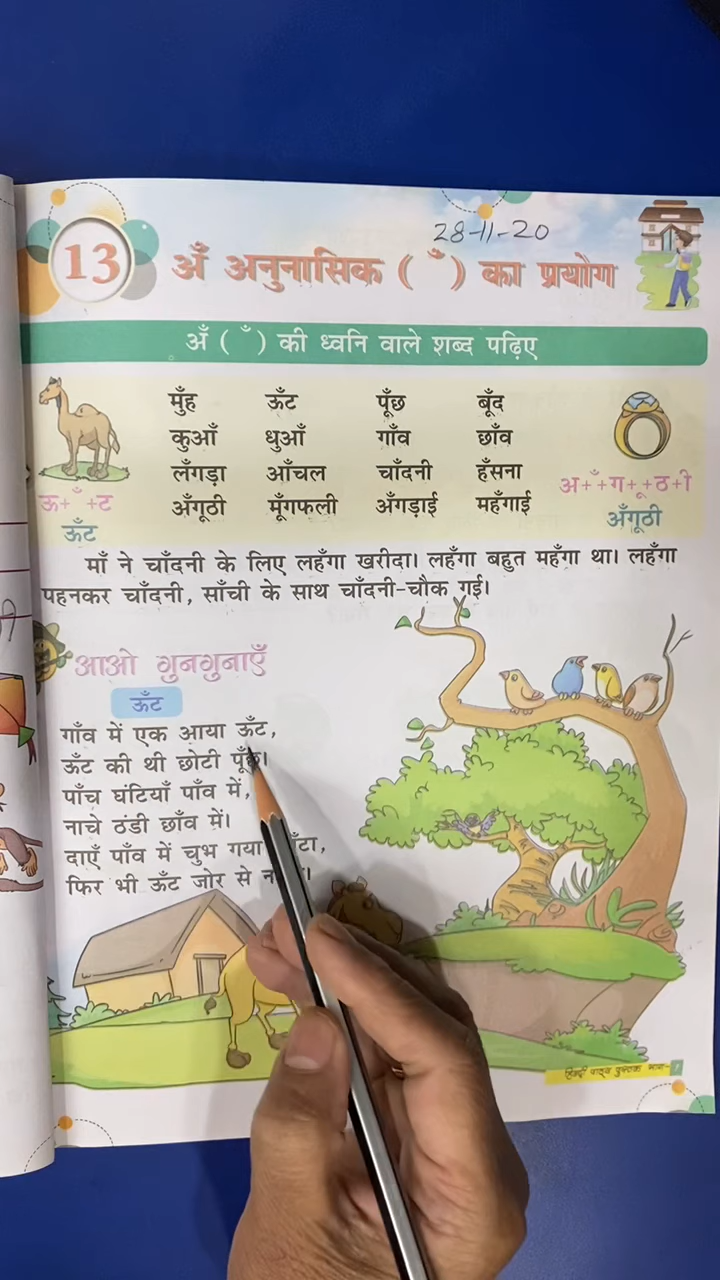 28-11-20
13 अँ अनुनासिक ( ँ ) का प्रयोग
अँ ( ँ ) की ध्वनि वाले शब्द पढ़िए
मुँह ऊँट पूँछ बूँद
कुआँ धुआँ गाँव छाँव
लँगड़ा आँचल चाँदनी हँसना
अँगूठी मूँगफली अँगड़ाई महँगाई
ऊ+ ँ +ट
ऊँट
अ+ ँ +ग+ ू +ठ+ी
अँगूठी
माँ ने चाँदनी के लिए लहँगा खरीदा। लहँगा बहुत महँगा था। लहँगा
पहनकर चाँदनी, साँची के साथ चाँदनी-चौक गई।
आओ गुनगुनाएँ
ऊँट
गाँव में एक आया ऊँट,
ऊँट की थी छोटी
पाँच घंटियाँ पाँव में,
नाचे ठंडी छाँव में।
दाएँ पाँव में चुभ गया
फिर भी ऊँट जोर से
हिन्दी पाठ्य पुस्तक भाग-